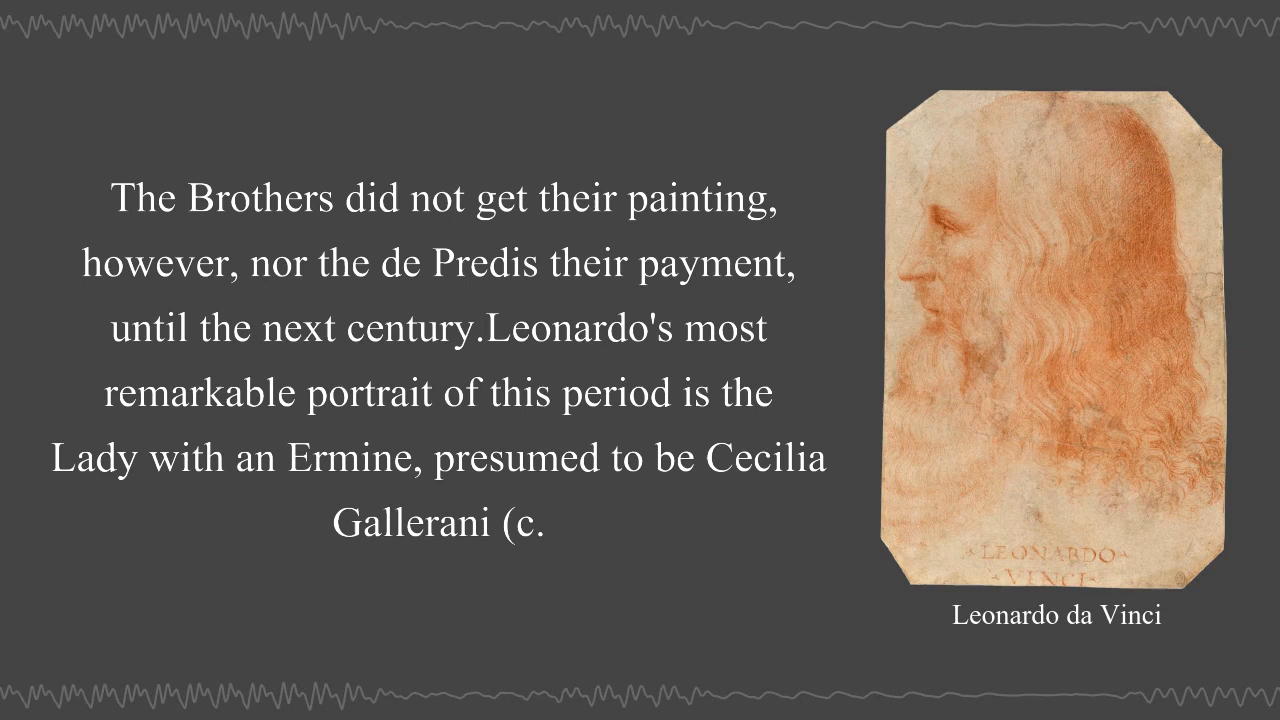 The Brothers did not get their painting,
however, nor the de Predis their payment,
until the next century.Leonardo's most
remarkable portrait of this period is the
Lady with an Ermine, presumed to be Cecilia
Gallerani (c.
LEONARDO
VINCI
Leonardo da Vinci